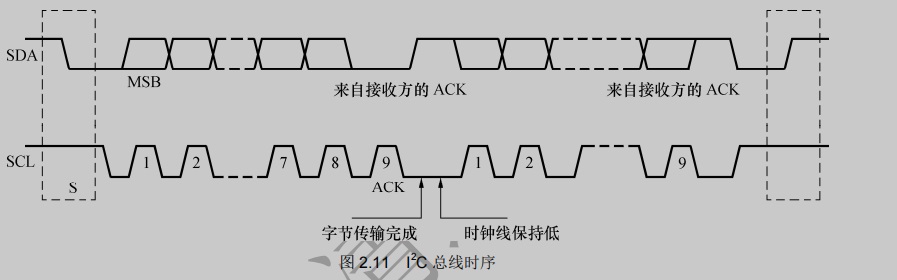 SDA
MSB
来自接收方的 ACK
来自接收方的 ACK
SCL
1
2
7
8
9
1
2
9
S
ACK
字节传输完成
时钟线保持低
图 2.11 I²C 总线时序